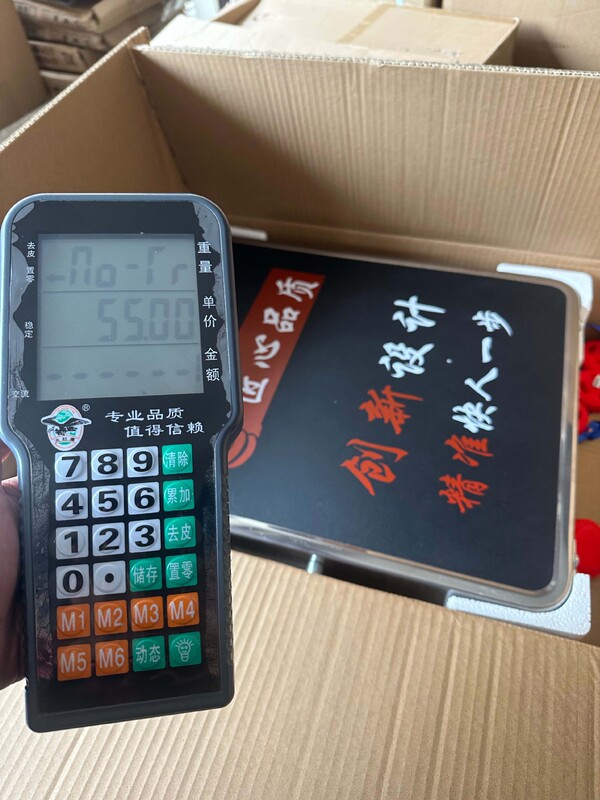 去皮
置零
重量
No-Tr
单价
稳定
55.00
金额
交流
®
专业品质
值得信赖
7 8 9 清除
4 5 6 累加
1 2 3 去皮
0 • 储存 置零
M1 M2 M3 M4
M5 M6 动态
匠心品质
创新设计
精准快人一步